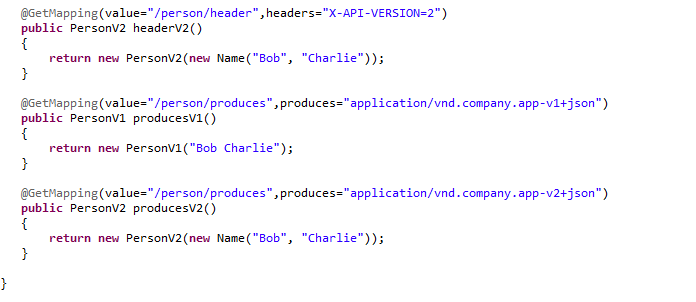 @GetMapping(value="/person/header",headers="X-API-VERSION=2")
public PersonV2 headerV2()
{
return new PersonV2(new Name("Bob", "Charlie"));
}
@GetMapping(value="/person/produces",produces="application/vnd.company.app-v1+json")
public PersonV1 producesV1()
{
return new PersonV1("Bob Charlie");
}
@GetMapping(value="/person/produces",produces="application/vnd.company.app-v2+json")
public PersonV2 producesV2()
{
return new PersonV2(new Name("Bob", "Charlie"));
}
}